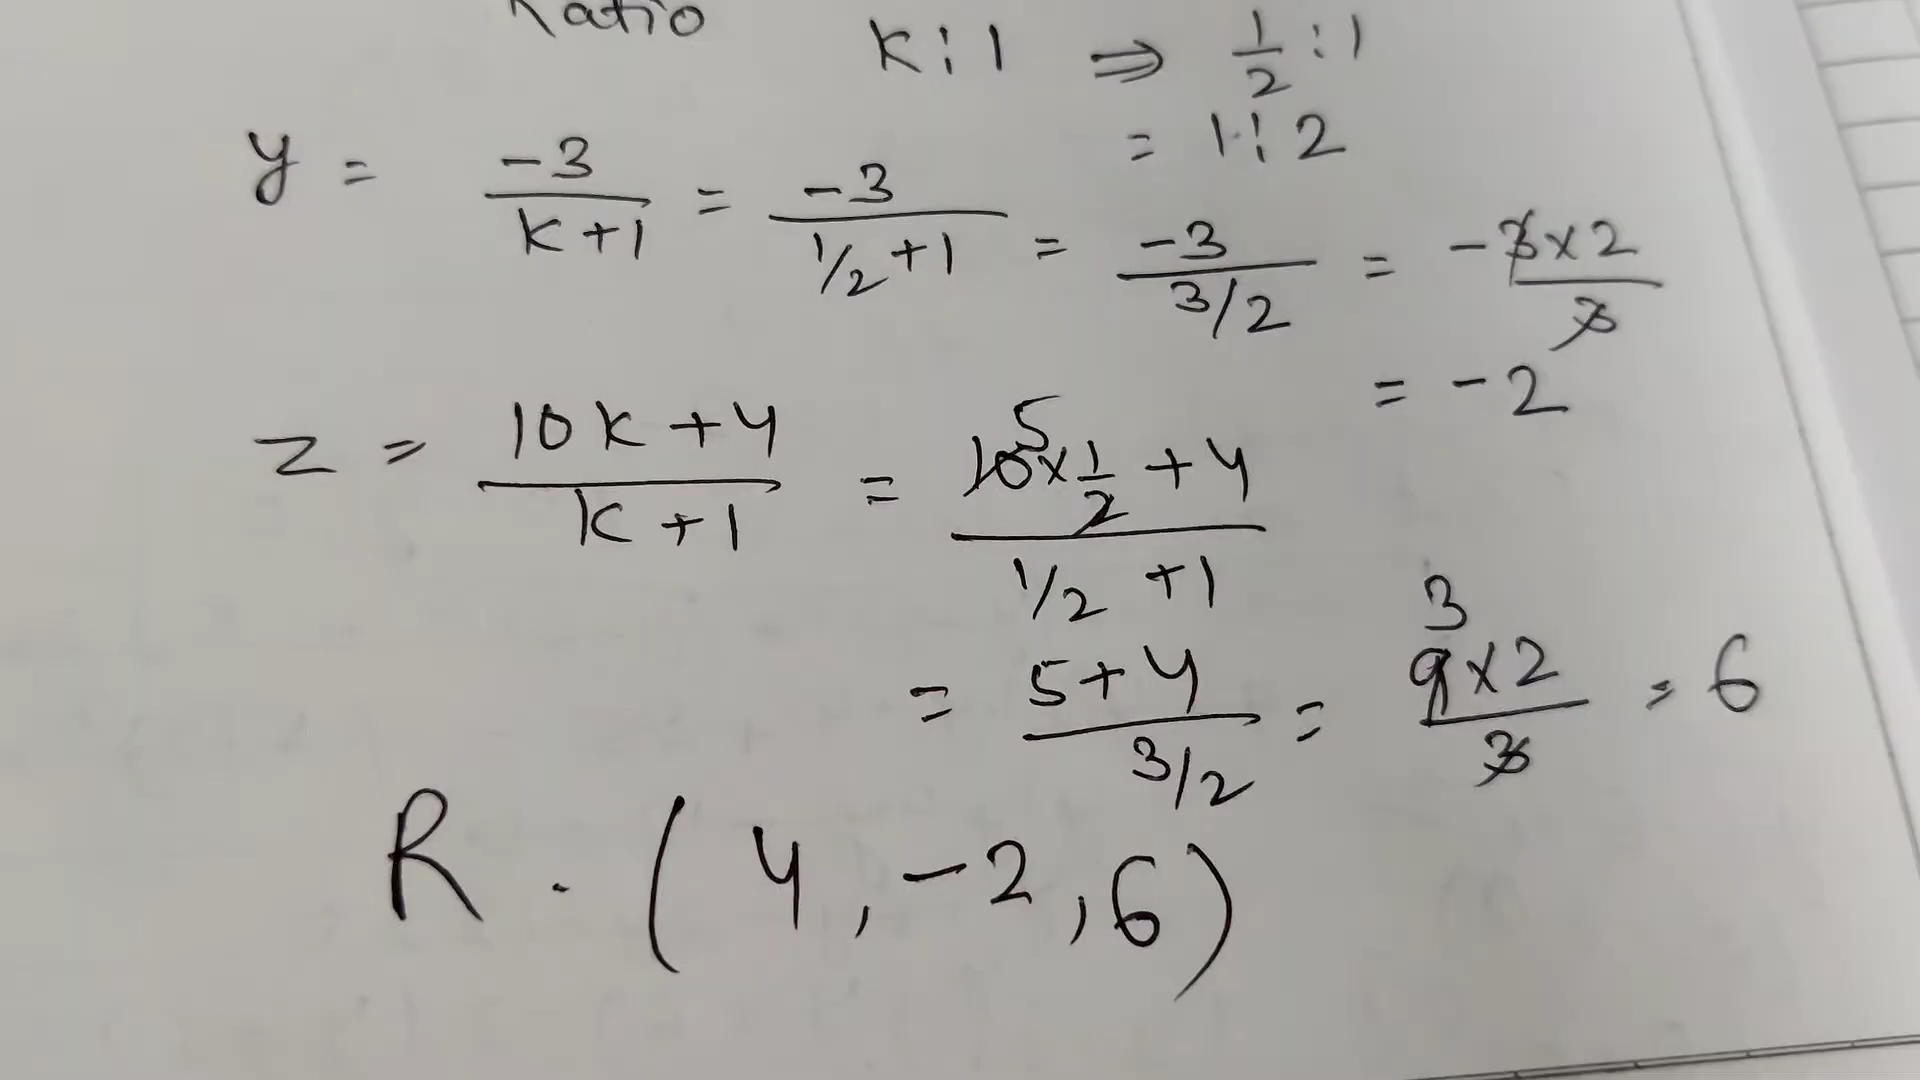 Ratio K:1 ⇒ 1/2 : 1
= 1:2
y = -3/(K+1) = -3/(1/2+1) = -3/(3/2) = -3×2/3
= -2
z = (10K+4)/(K+1) = (10×1/2+4)/(1/2+1) 5
= (5+4)/(3/2) = 9×2/3 = 6 3
R. (4, -2, 6)